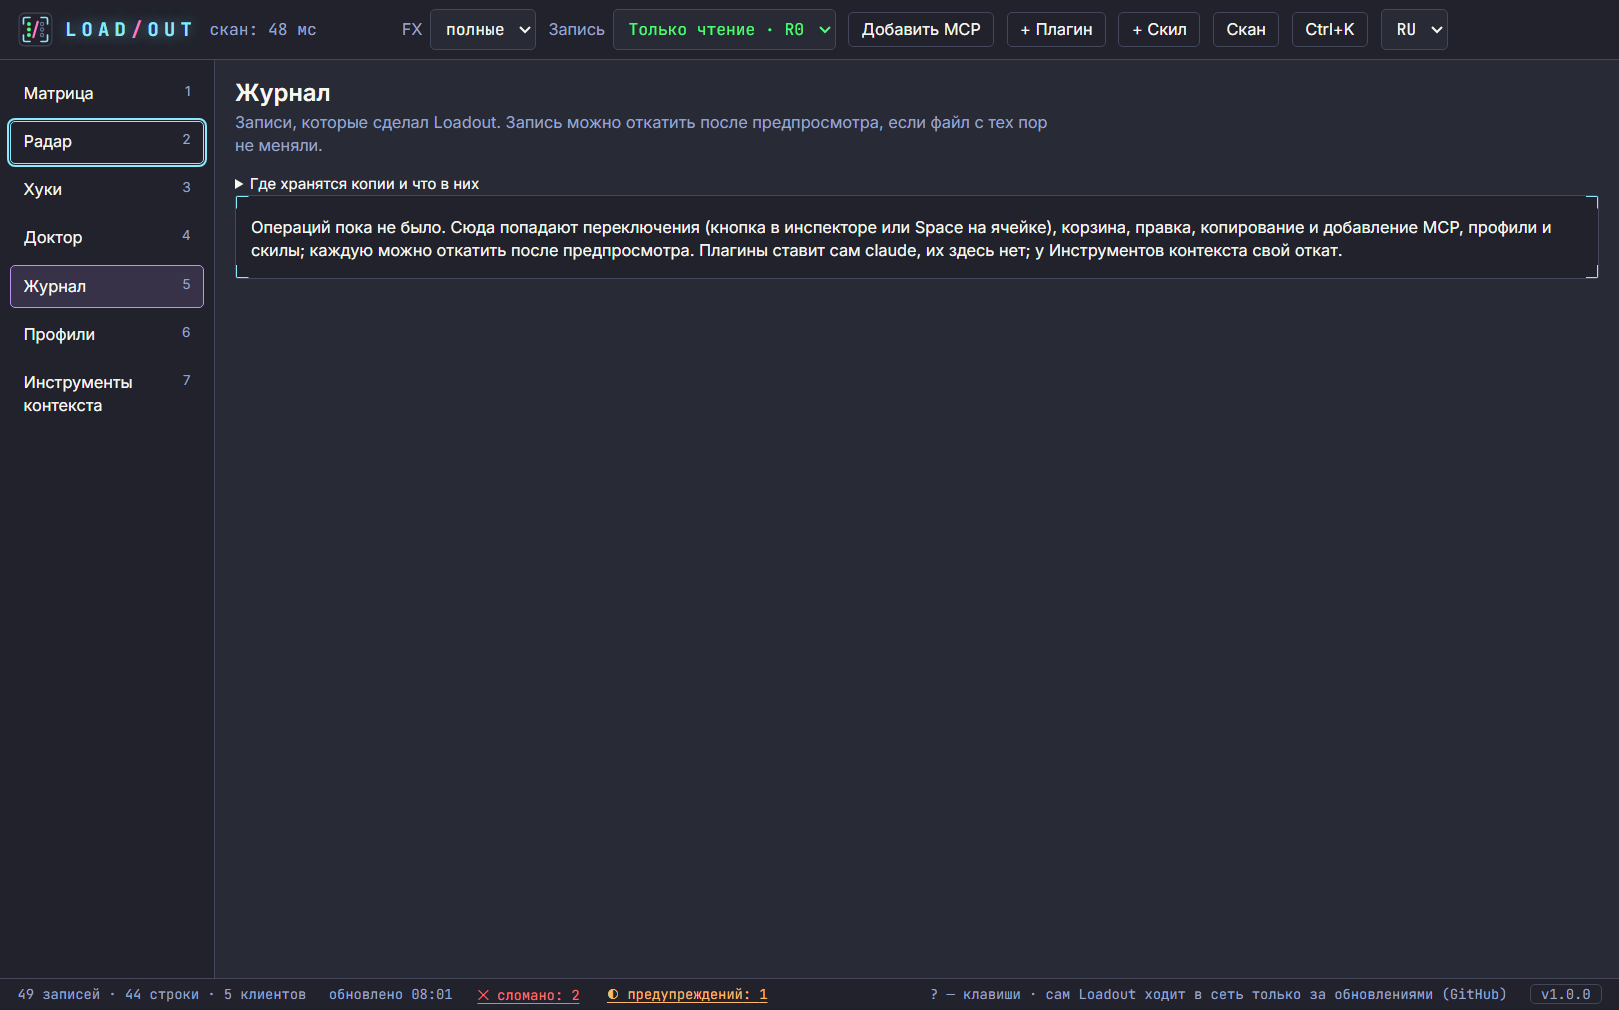 LOAD/OUT скан: 48 мс FX полные Запись Только чтение · R0 Добавить MCP + Плагин + Скил Скан Ctrl+K RU
Матрица 1
Радар 2
Хуки 3
Доктор 4
Журнал 5
Профили 6
Инструменты контекста 7
Журнал
Записи, которые сделал Loadout. Запись можно откатить после предпросмотра, если файл с тех пор
не меняли.
Где хранятся копии и что в них
Операций пока не было. Сюда попадают переключения (кнопка в инспекторе или Space на ячейке), корзина, правка, копирование и добавление MCP, профили и
скилы; каждую можно откатить после предпросмотра. Плагины ставит сам claude, их здесь нет; у Инструментов контекста свой откат.
49 записей · 44 строки · 5 клиентов обновлено 08:01 сломано: 2 предупреждений: 1 ? — клавиши · сам Loadout ходит в сеть только за обновлениями (GitHub) v1.0.0